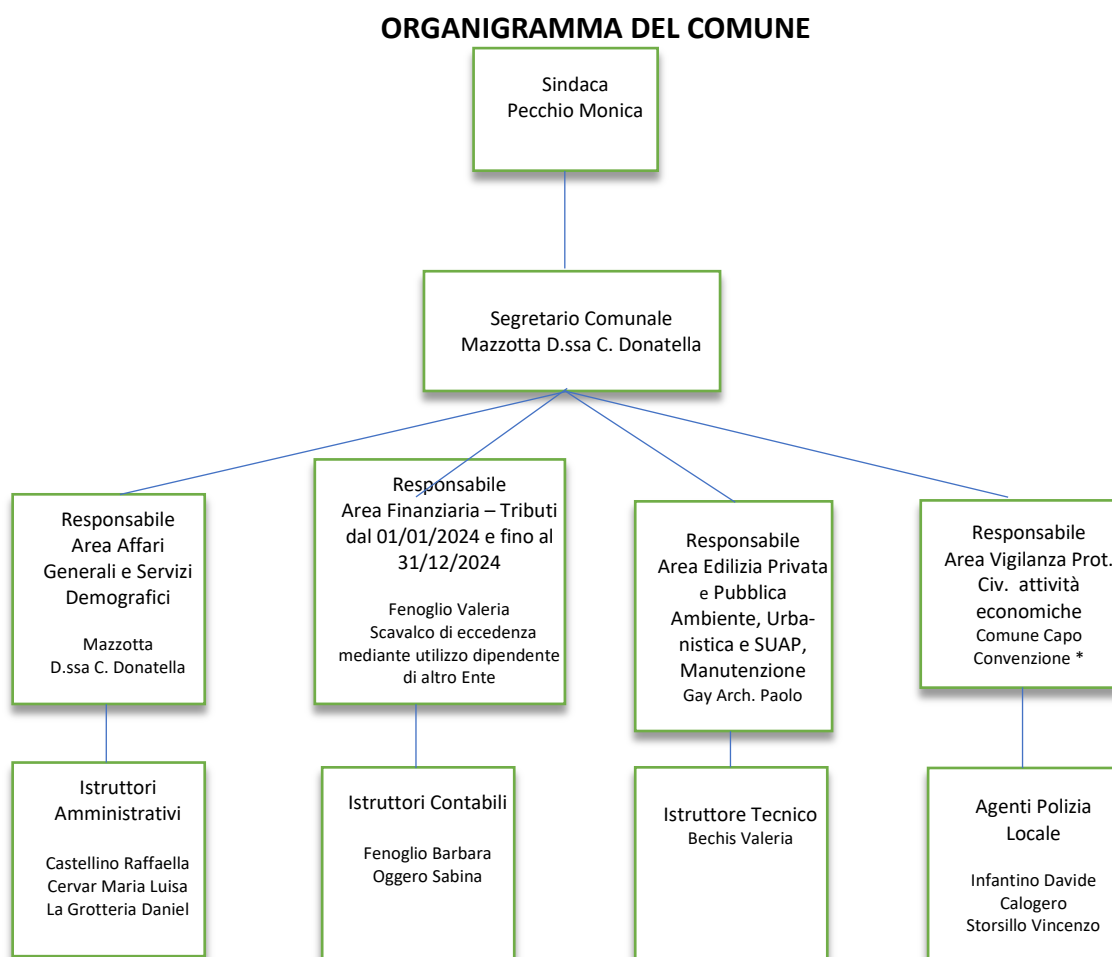 ORGANIGRAMMA DEL COMUNE
Sindaca
Pecchio Monica
Segretario Comunale
Mazzotta D.ssa C. Donatella
Responsabile
Area Affari
Generali e Servizi
Demografici
Mazzotta
D.ssa C. Donatella
Responsabile
Area Finanziaria – Tributi
dal 01/01/2024 e fino al
31/12/2024
Fenoglio Valeria
Scavalco di eccedenza
mediante utilizzo dipendente
di altro Ente
Responsabile
Area Edilizia Privata
e Pubblica
Ambiente, Urba-
nistica e SUAP,
Manutenzione
Gay Arch. Paolo
Responsabile
Area Vigilanza Prot.
Civ. attività
economiche
Comune Capo
Convenzione *
Istruttori
Amministrativi
Castellino Raffaella
Cervar Maria Luisa
La Grotteria Daniel
Istruttori Contabili
Fenoglio Barbara
Oggero Sabina
Istruttore Tecnico
Bechis Valeria
Agenti Polizia
Locale
Infantino Davide
Calogero
Storsillo Vincenzo